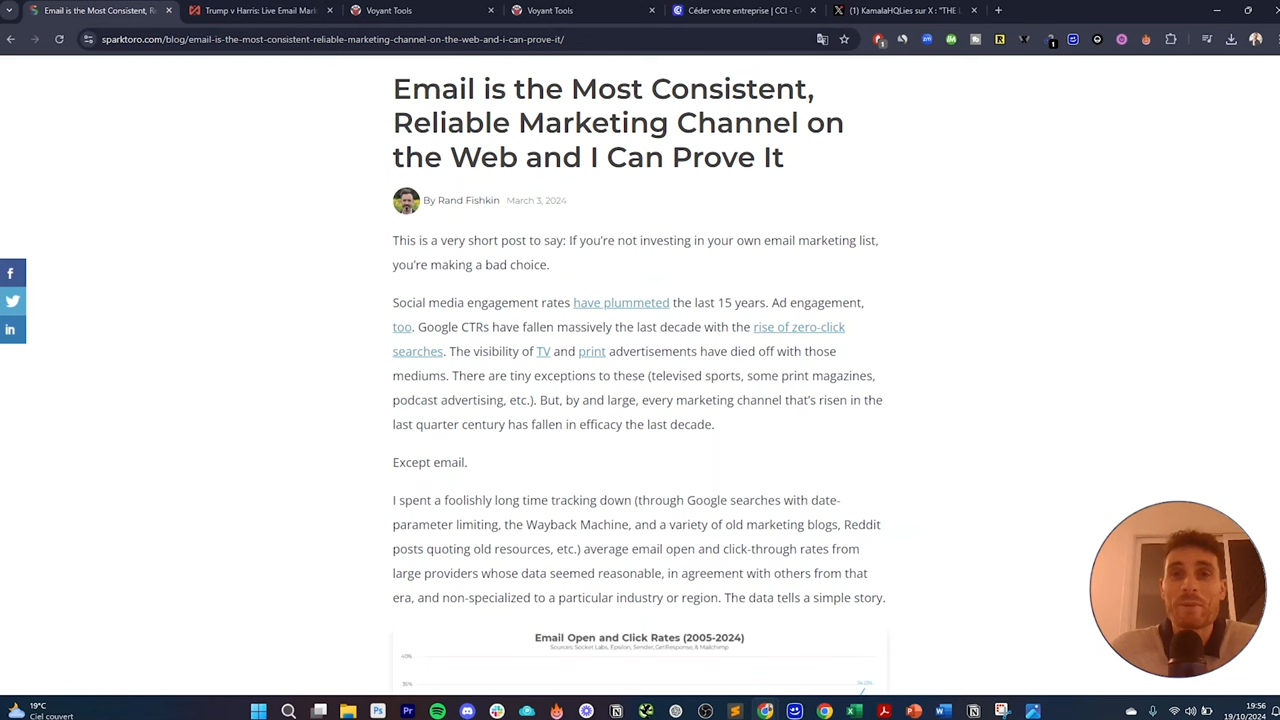 Email is the Most Consistent, Re
Trump v Harris: Live Email Mark
Voyant Tools
Voyant Tools
Céder votre entreprise | CCI - C
(1) KamalaHQLies sur X : "THE
sparktoro.com/blog/email-is-the-most-consistent-reliable-marketing-channel-on-the-web-and-i-can-prove-it/
Email is the Most Consistent,
Reliable Marketing Channel on
the Web and I Can Prove It
By Rand Fishkin March 3, 2024
This is a very short post to say: If you're not investing in your own email marketing list,
you're making a bad choice.
Social media engagement rates have plummeted the last 15 years. Ad engagement,
too. Google CTRs have fallen massively the last decade with the rise of zero-click
searches. The visibility of TV and print advertisements have died off with those
mediums. There are tiny exceptions to these (televised sports, some print magazines,
podcast advertising, etc.). But, by and large, every marketing channel that's risen in the
last quarter century has fallen in efficacy the last decade.
Except email.
I spent a foolishly long time tracking down (through Google searches with date-
parameter limiting, the Wayback Machine, and a variety of old marketing blogs, Reddit
posts quoting old resources, etc.) average email open and click-through rates from
large providers whose data seemed reasonable, in agreement with others from that
era, and non-specialized to a particular industry or region. The data tells a simple story.
Email Open and Click Rates (2005-2024)
Sources: Socket Labs, Epsilon, Sender, GetResponse, & Mailchimp
40%
19°C
Ciel couvert
19:56
19/10/2024